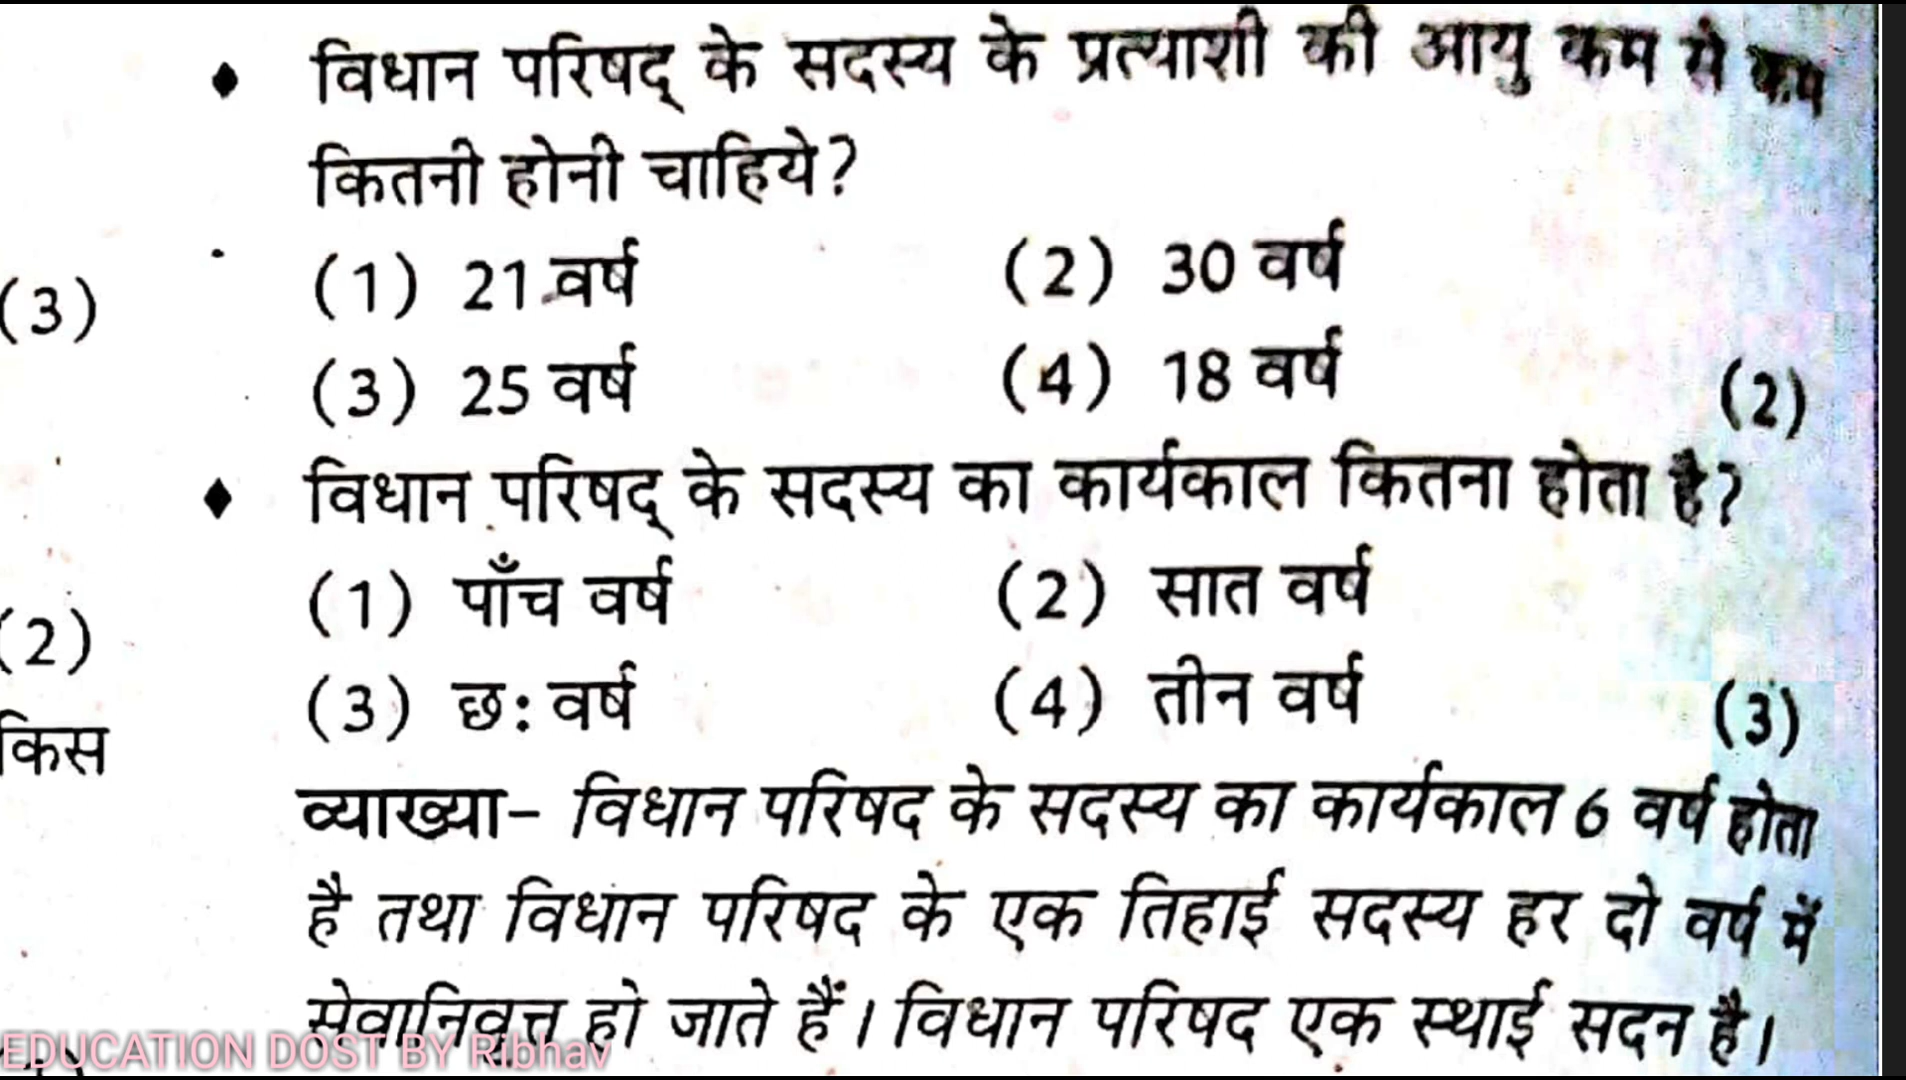 (3)
(2)
किस
♦ विधान परिषद् के सदस्य के प्रत्याशी की आयु कम से कम
कितनी होनी चाहिये?
(1) 21 वर्ष (2) 30 वर्ष
(3) 25 वर्ष (4) 18 वर्ष (2)
♦ विधान परिषद् के सदस्य का कार्यकाल कितना होता है?
(1) पाँच वर्ष (2) सात वर्ष
(3) छः वर्ष (4) तीन वर्ष (3)
व्याख्या- विधान परिषद के सदस्य का कार्यकाल 6 वर्ष होता
है तथा विधान परिषद के एक तिहाई सदस्य हर दो वर्ष में
सेवानिवृत्त हो जाते हैं। विधान परिषद एक स्थाई सदन है।
EDUCATION DOST BY Ribhav